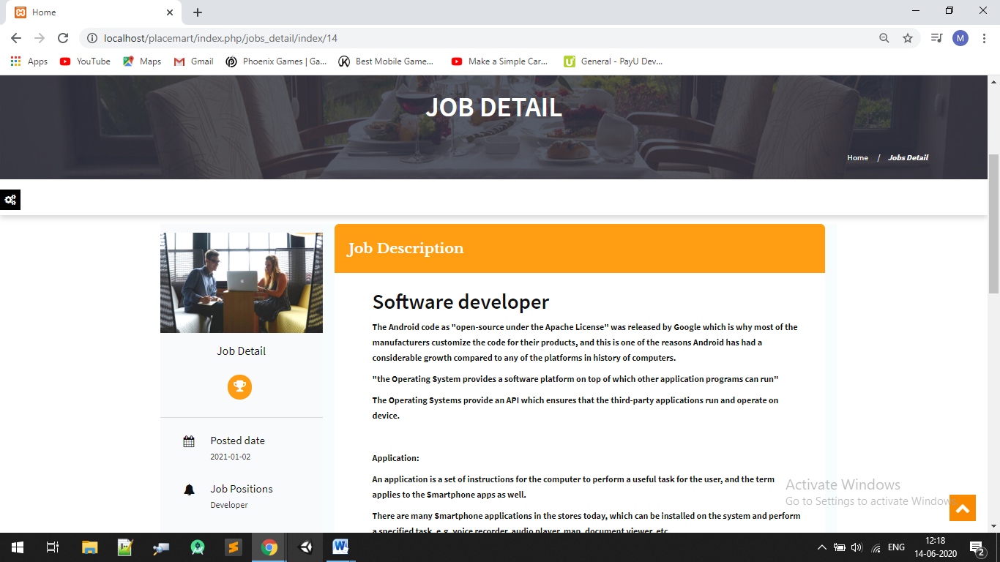 Home
localhost/placemart/index.php/jobs_detail/index/14
M
Apps
YouTube
Maps
Gmail
Phoenix Games | Ga...
Best Mobile Game...
Make a Simple Car...
General - PayU Dev...
JOB DETAIL
Home / Jobs Detail
Job Detail
Posted date
2021-01-02
Job Positions
Developer
Job Description
Software developer
The Android code as "open-source under the Apache License" was released by Google which is why most of the
manufacturers customize the code for their products, and this is one of the reasons Android has had a
considerable growth compared to any of the platforms in history of computers.
"the Operating System provides a software platform on top of which other application programs can run"
The Operating Systems provide an API which ensures that the third-party applications run and operate on
device.
Application:
An application is a set of instructions for the computer to perform a useful task for the user, and the term
applies to the Smartphone apps as well.
There are many Smartphone applications in the stores today, which can be installed on the system and perform
a specified task, e.g. voice recorder, audio player, map, document viewer, etc.
Activate Windows
Go to Settings to activate Windows
ENG
12:18
14-06-2020
2